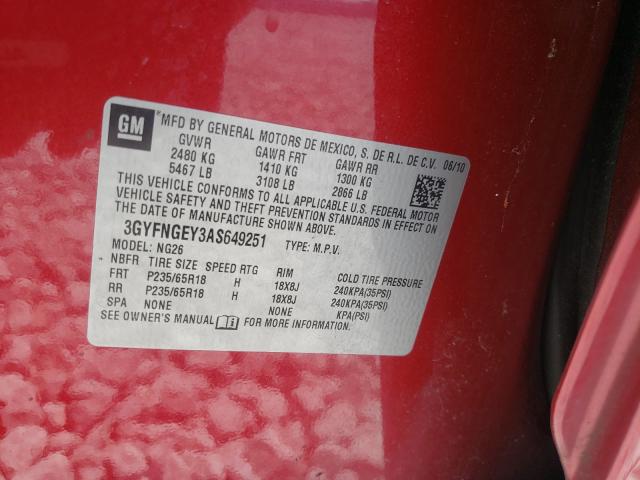 GM
*MFD BY GENERAL MOTORS DE MEXICO, S. DE R.L. DE C.V. 06/10
GVWR GAWR FRT GAWR RR
2480 KG 1410 KG 1300 KG
5467 LB 3108 LB 2866 LB
THIS VEHICLE CONFORMS TO ALL APPLICABLE U.S. FEDERAL MOTOR
VEHICLE SAFETY AND THEFT PREVENTION STANDARDS IN EFFECT ON
THE DATE OF MANUFACTURE SHOWN ABOVE.
3GYFNGEY3AS649251 TYPE: M.P.V.
MODEL: NG26
NBFR TIRE SIZE SPEED RTG RIM COLD TIRE PRESSURE
FRT P235/65R18 H 18X8J 240KPA(35PSI)
RR P235/65R18 H 18X8J 240KPA(35PSI)
SPA NONE NONE KPA(PSI)
SEE OWNER'S MANUAL FOR MORE INFORMATION.